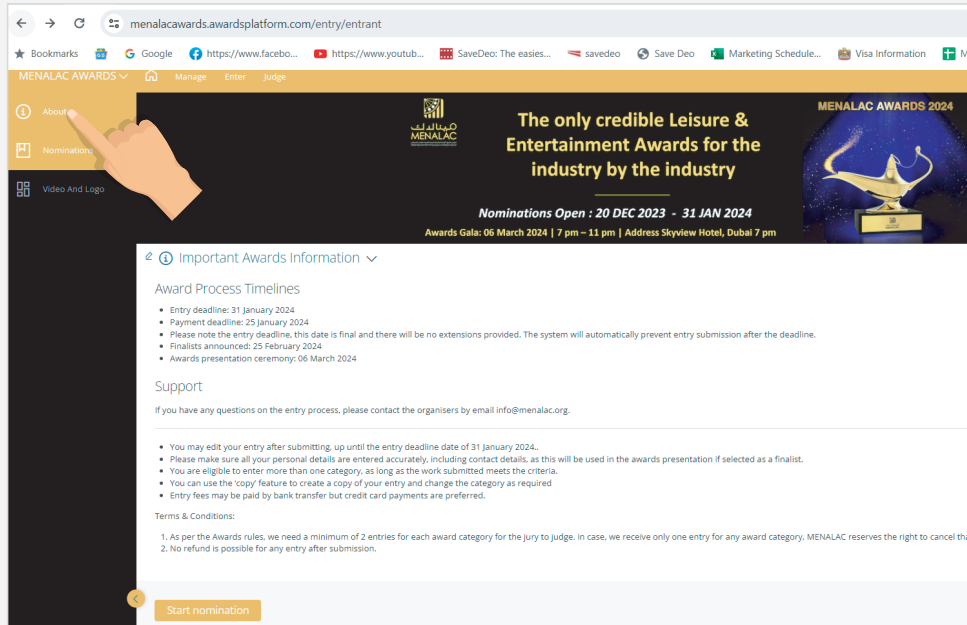 menalacawards.awardsplatform.com/entry/entrant
Bookmarks Google https://www.facebo... https://www.youtub... SaveDeo: The easies... savedeo Save Deo Marketing Schedule... Visa Information M
MENALAC AWARDS Manage Enter Judge
About
Nominations
Video And Logo
مينالاك
MENALAC
The only credible Leisure &
Entertainment Awards for the
industry by the industry
Nominations Open : 20 DEC 2023 - 31 JAN 2024
Awards Gala: 06 March 2024 | 7 pm – 11 pm | Address Skyview Hotel, Dubai 7 pm
MENALAC AWARDS 2024
Important Awards Information
Award Process Timelines
• Entry deadline: 31 January 2024
• Payment deadline: 25 January 2024
• Please note the entry deadline, this date is final and there will be no extensions provided. The system will automatically prevent entry submission after the deadline.
• Finalists announced: 25 February 2024
• Awards presentation ceremony: 06 March 2024
Support
If you have any questions on the entry process, please contact the organisers by email info@menalac.org.
• You may edit your entry after submitting, up until the entry deadline date of 31 January 2024..
• Please make sure all your personal details are entered accurately, including contact details, as this will be used in the awards presentation if selected as a finalist.
• You are eligible to enter more than one category, as long as the work submitted meets the criteria.
• You can use the 'copy' feature to create a copy of your entry and change the category as required
• Entry fees may be paid by bank transfer but credit card payments are preferred.
Terms & Conditions:
1. As per the Awards rules, we need a minimum of 2 entries for each award category for the jury to judge. In case, we receive only one entry for any award category, MENALAC reserves the right to cancel tha
2. No refund is possible for any entry after submission.
Start nomination